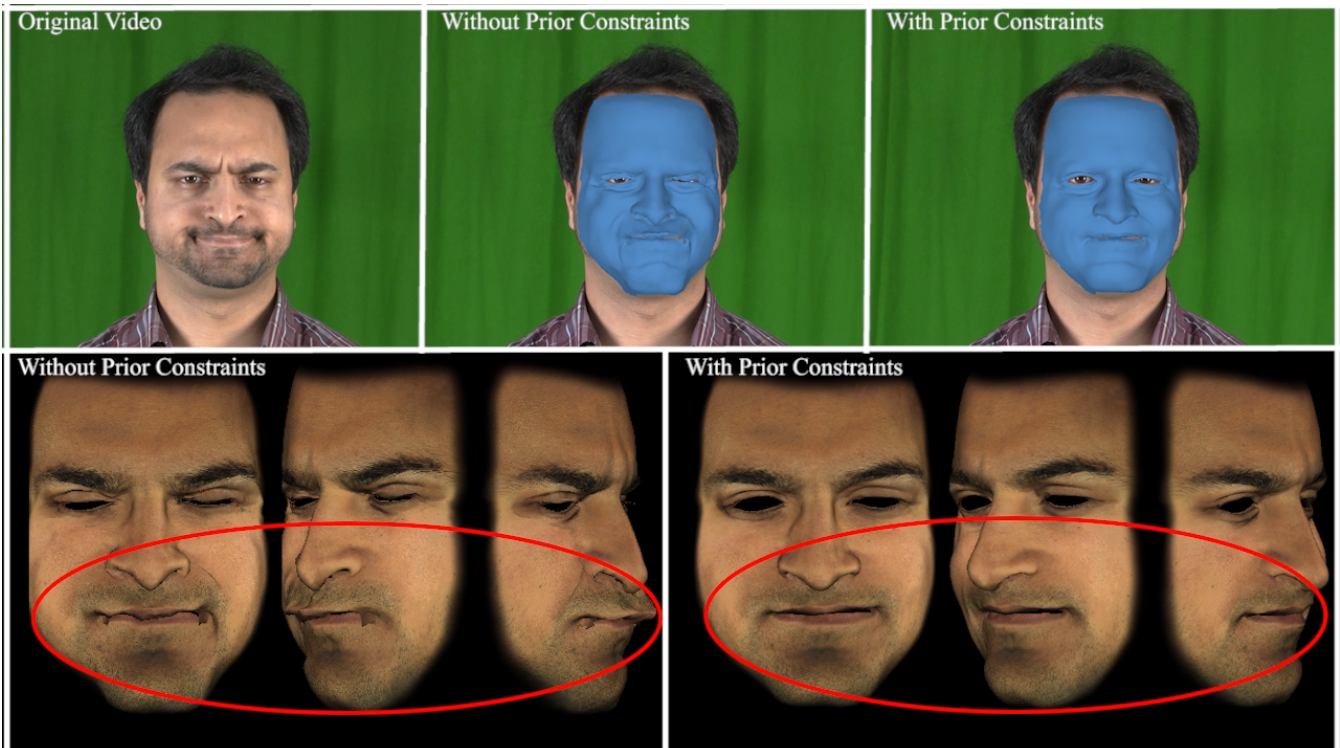 Original Video
Without Prior Constraints
With Prior Constraints
Without Prior Constraints
With Prior Constraints